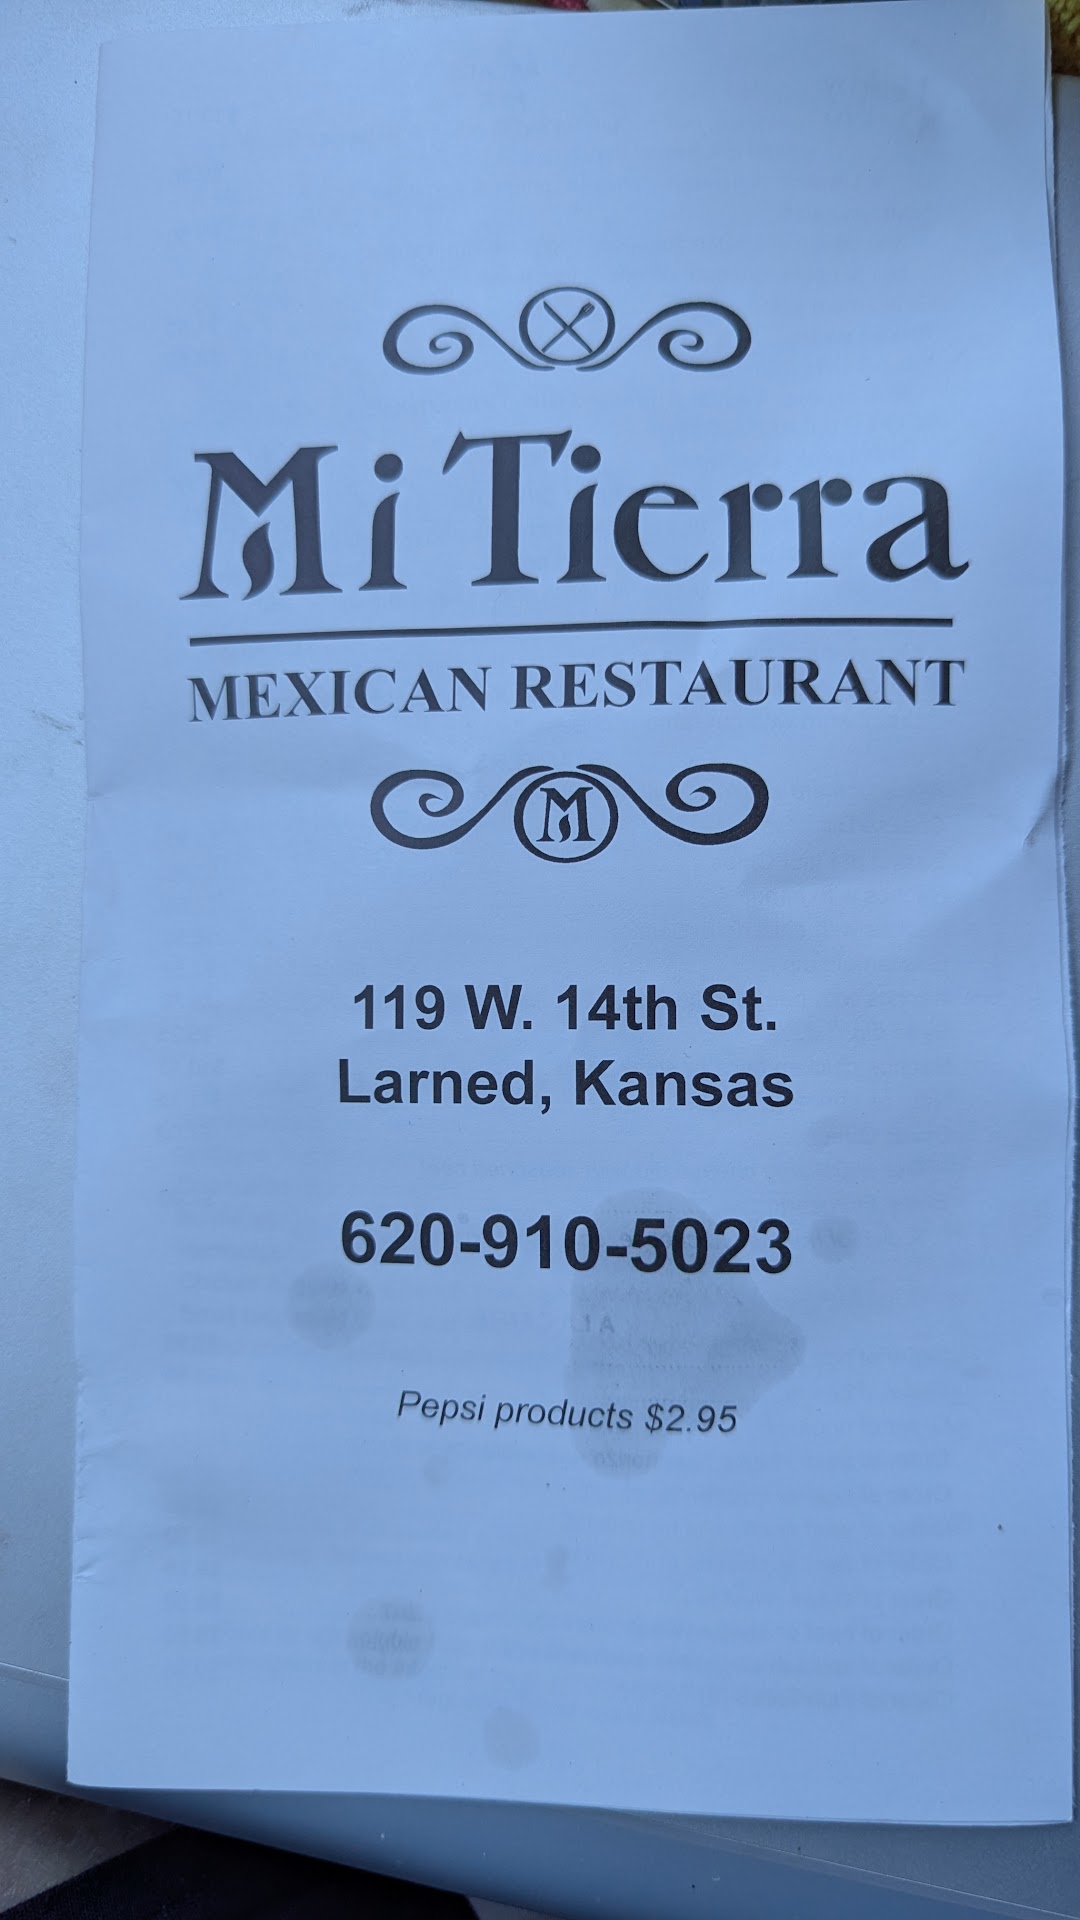 Mi Tierra
MEXICAN RESTAURANT
M
119 W. 14th St.
Larned, Kansas
620-910-5023
Pepsi products $2.95